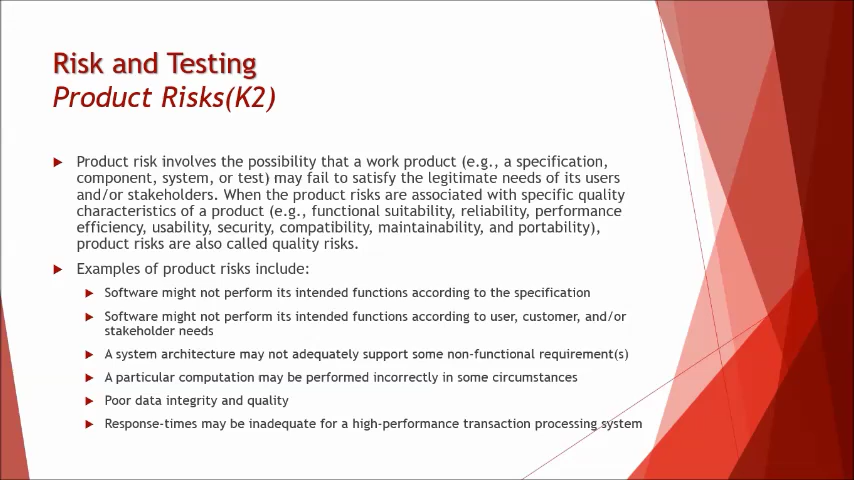 Risk and Testing
Product Risks(K2)
Product risk involves the possibility that a work product (e.g., a specification,
component, system, or test) may fail to satisfy the legitimate needs of its users
and/or stakeholders. When the product risks are associated with specific quality
characteristics of a product (e.g., functional suitability, reliability, performance
efficiency, usability, security, compatibility, maintainability, and portability),
product risks are also called quality risks.
Examples of product risks include:
Software might not perform its intended functions according to the specification
Software might not perform its intended functions according to user, customer, and/or
stakeholder needs
A system architecture may not adequately support some non-functional requirement(s)
A particular computation may be performed incorrectly in some circumstances
Poor data integrity and quality
Response-times may be inadequate for a high-performance transaction processing system